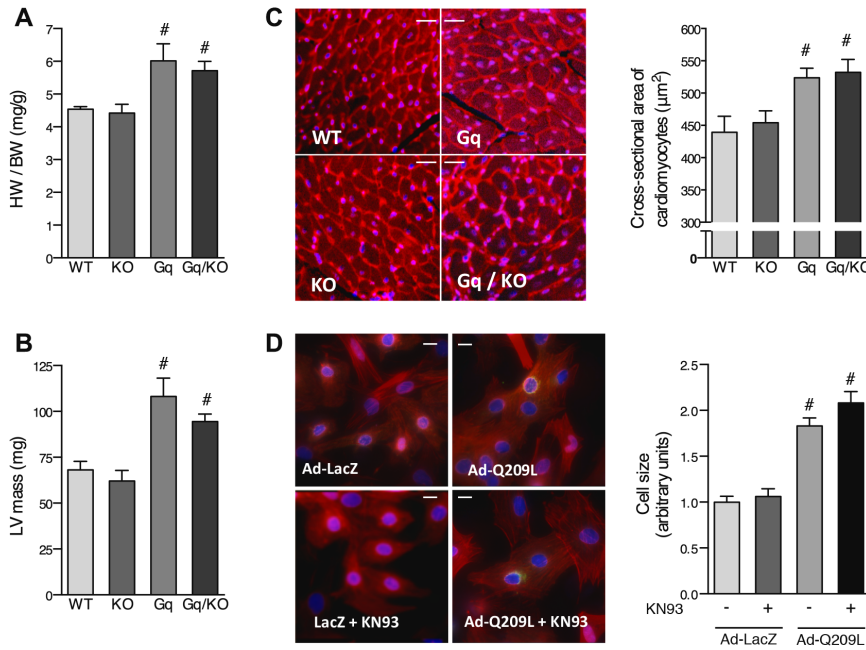 A
HW / BW (mg/g)
7
6
5
4
3
2
1
0
#
#
WT KO Gq Gq/KO
C
WT
Gq
KO
Gq / KO
Cross-sectional area of
cardiomyocytes (μm²)
600
550
500
450
400
350
300
0
#
#
WT KO Gq Gq/KO
B
LV mass (mg)
125
100
75
50
25
0
#
#
WT KO Gq Gq/KO
D
Ad-LacZ
Ad-Q209L
LacZ + KN93
Ad-Q209L + KN93
Cell size
(arbitrary units)
2.5
2.0
1.5
1.0
0.5
0.0
#
#
KN93 - + - +
Ad-LacZ Ad-Q209L